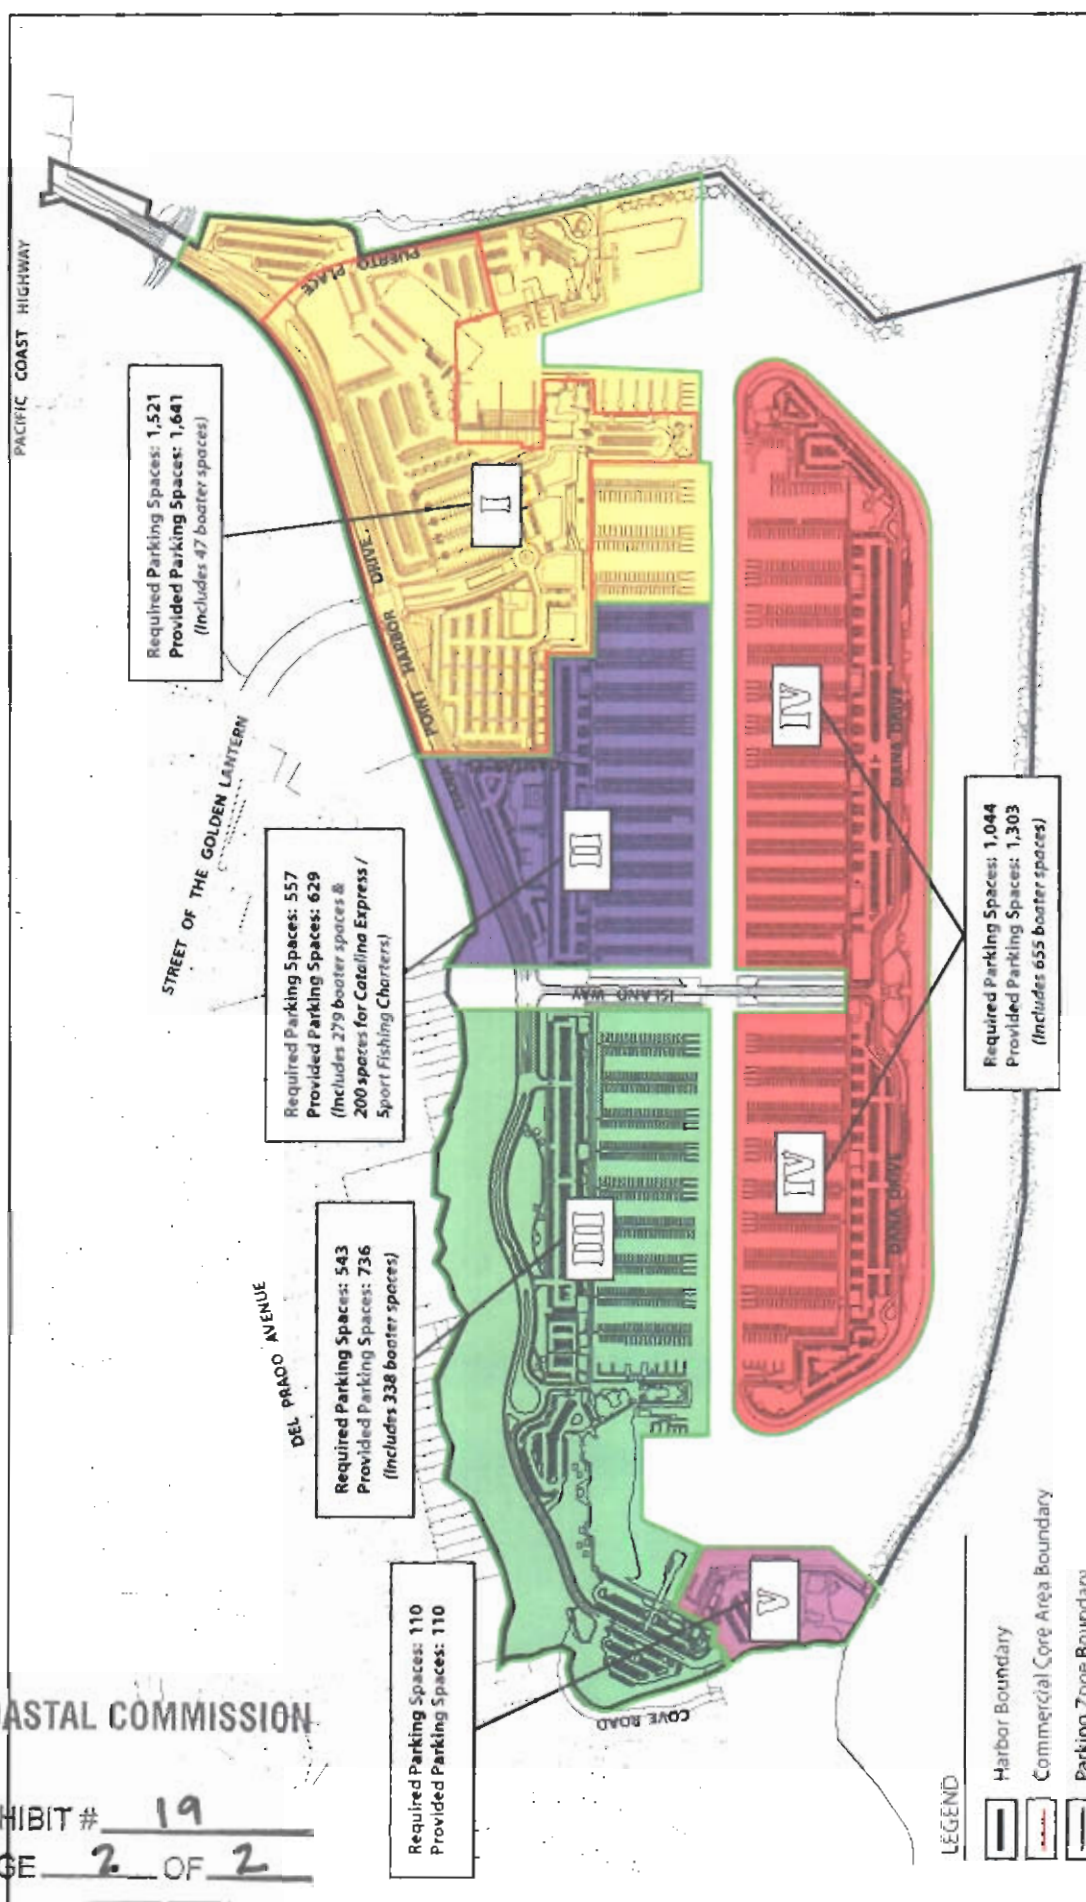 PACIFIC COAST HIGHWAY
Required Parking Spaces: 1,521
Provided Parking Spaces: 1,641
(Includes 47 boater spaces)
STREET OF THE GOLDEN LANTERN
PUERTO
PLACE
HARBOR DRIVE
POINT
I
Required Parking Spaces: 557
Provided Parking Spaces: 629
(Includes 279 boater spaces &
200 spaces for Catalina Express /
Sport Fishing Charters)
II
ISLAND WAY
DEL PRADO AVENUE
Required Parking Spaces: 543
Provided Parking Spaces: 736
(Includes 338 boater spaces)
III
IV
DANA DRIVE
IV
DANA DRIVE
Required Parking Spaces: 1,044
Provided Parking Spaces: 1,303
(Includes 655 boater spaces)
Required Parking Spaces: 110
Provided Parking Spaces: 110
V
COVE ROAD
LEGEND
Harbor Boundary
Commercial Core Area Boundary
Parking Zone Boundary
ASTAL COMMISSION
HIBIT # 19
GE 2 OF 2